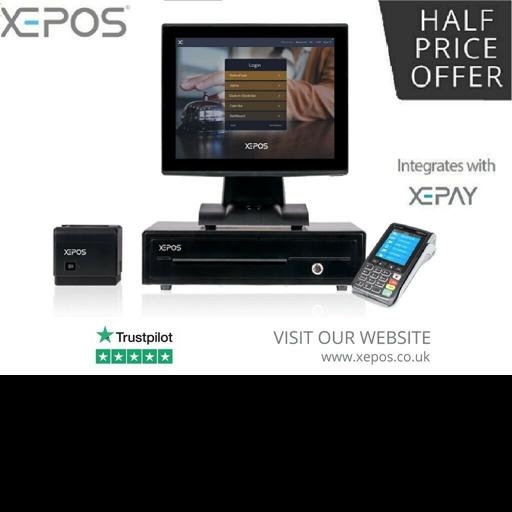 XEPOS®
HALF
PRICE
OFFER
Login
XEPOS
Integrates with
XEPAY
XEPOS
XEPOS
Trustpilot
VISIT OUR WEBSITE
www.xepos.co.uk